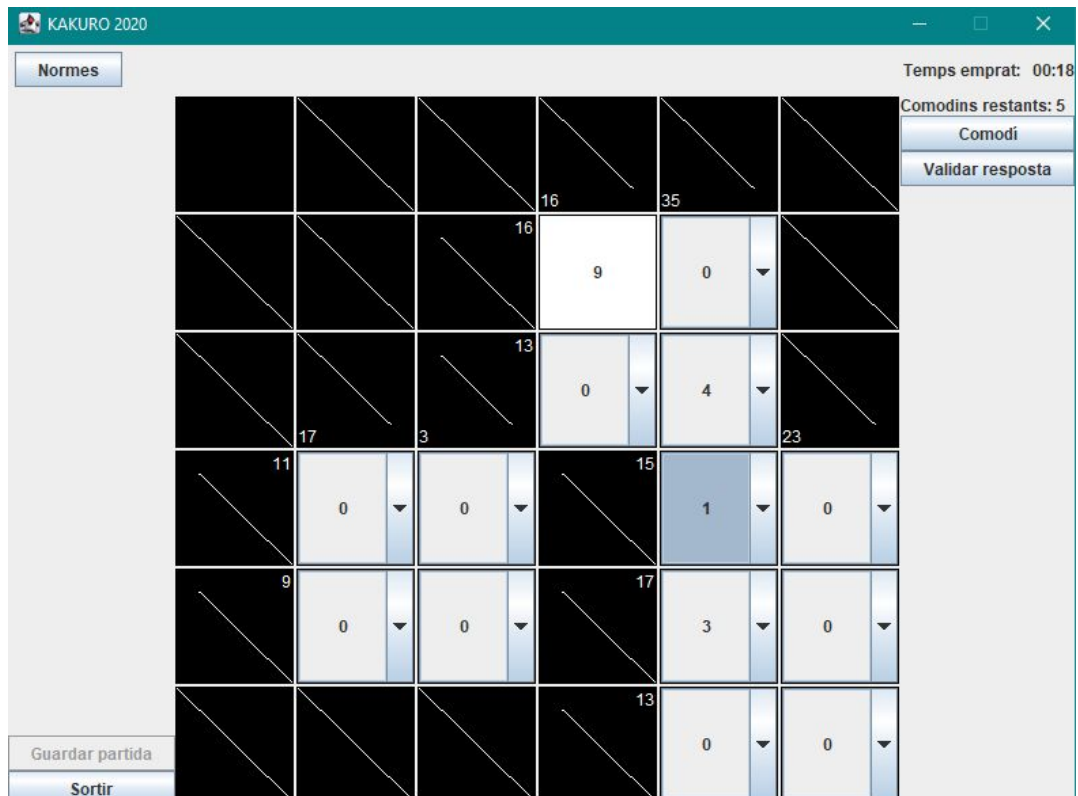 KAKURO 2020
Normes
Temps emprat: 00:18
Comodins restants: 5
Comodí
Validar resposta
16 35
16 9 0
13 0 4
17 3 23
11 0 0 15 1 0
9 0 0 17 3 0
13 0 0
Guardar partida
Sortir